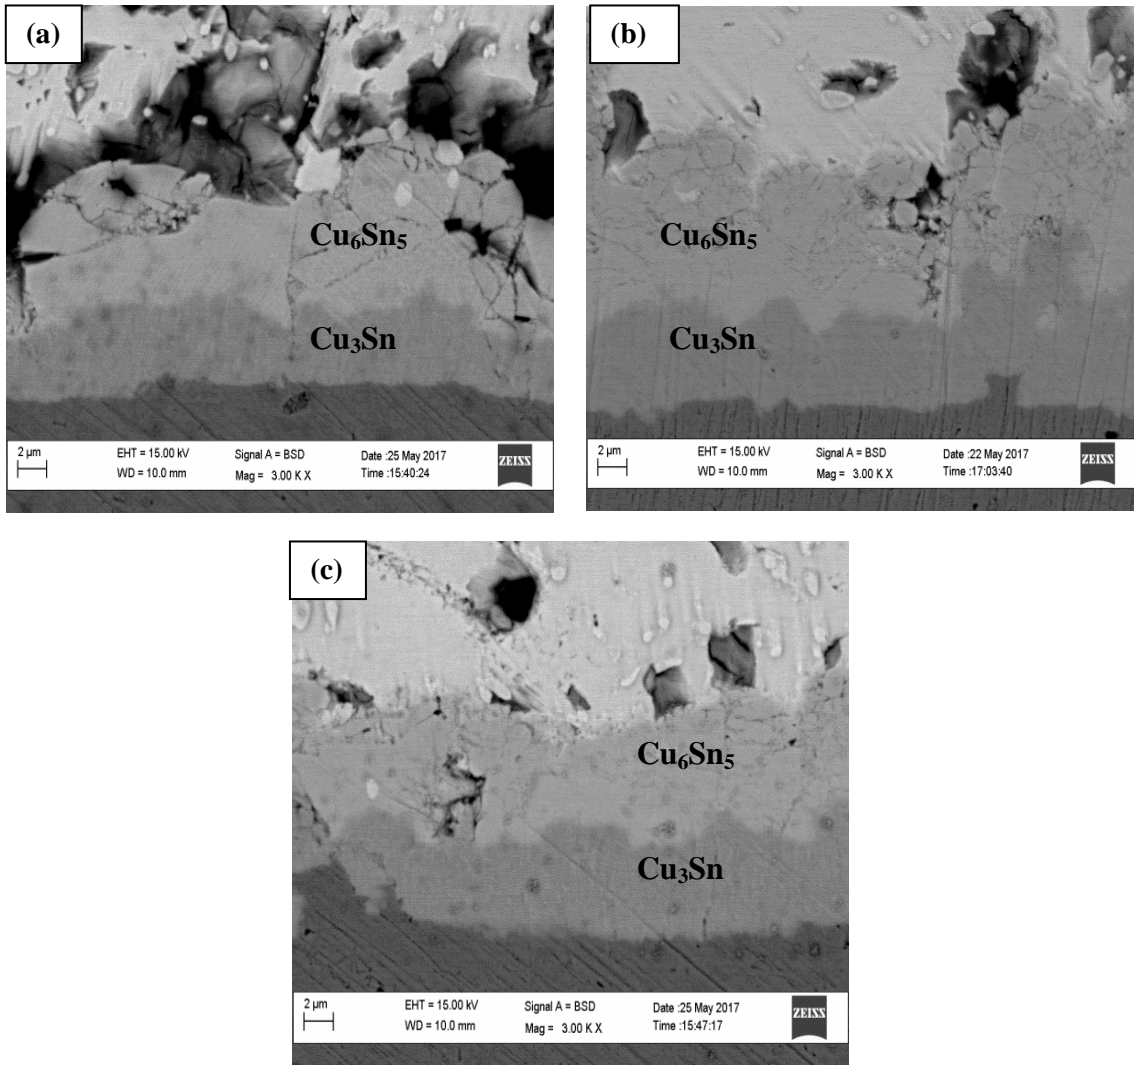 (a)
Cu₆Sn₅
Cu₃Sn
2 µm
EHT = 15.00 kV
WD = 10.0 mm
Signal A = BSD
Mag = 3.00 K X
Date :25 May 2017
Time :15:40:24
ZEISS
(b)
Cu₆Sn₅
Cu₃Sn
2 µm
EHT = 15.00 kV
WD = 10.0 mm
Signal A = BSD
Mag = 3.00 K X
Date :22 May 2017
Time :17:03:40
ZEISS
(c)
Cu₆Sn₅
Cu₃Sn
2 µm
EHT = 15.00 kV
WD = 10.0 mm
Signal A = BSD
Mag = 3.00 K X
Date :25 May 2017
Time :15:47:17
ZEISS